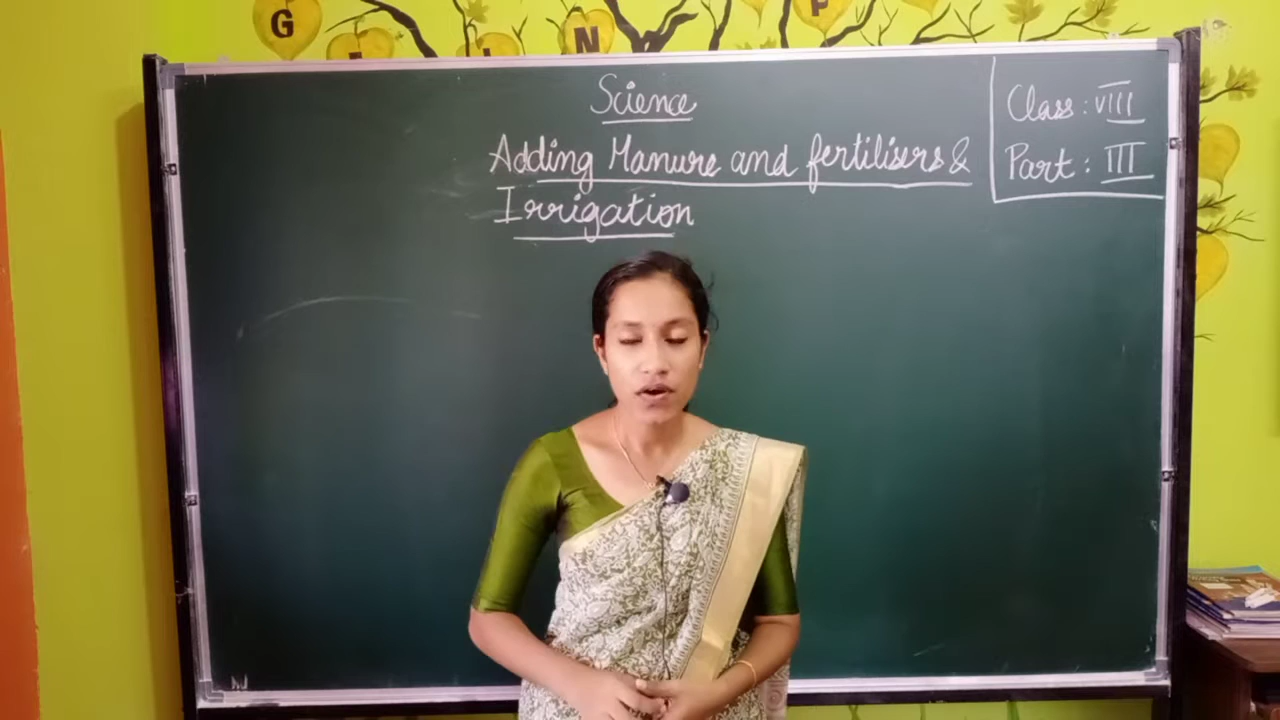 G N P
Science
Adding Manure and fertilisers &
Irrigation
Class: VIII
Part: III